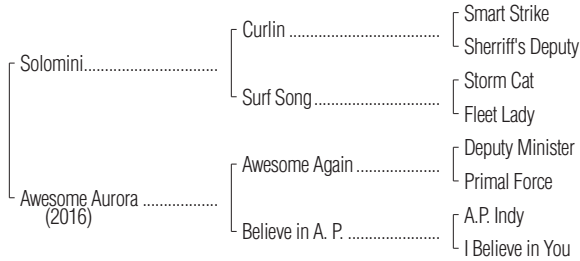 Smart Strike
Curlin
Sherriff's Deputy
Solomini
Storm Cat
Surf Song
Fleet Lady
Deputy Minister
Awesome Again
Primal Force
Awesome Aurora
(2016)
A.P. Indy
Believe in A. P.
I Believe in You